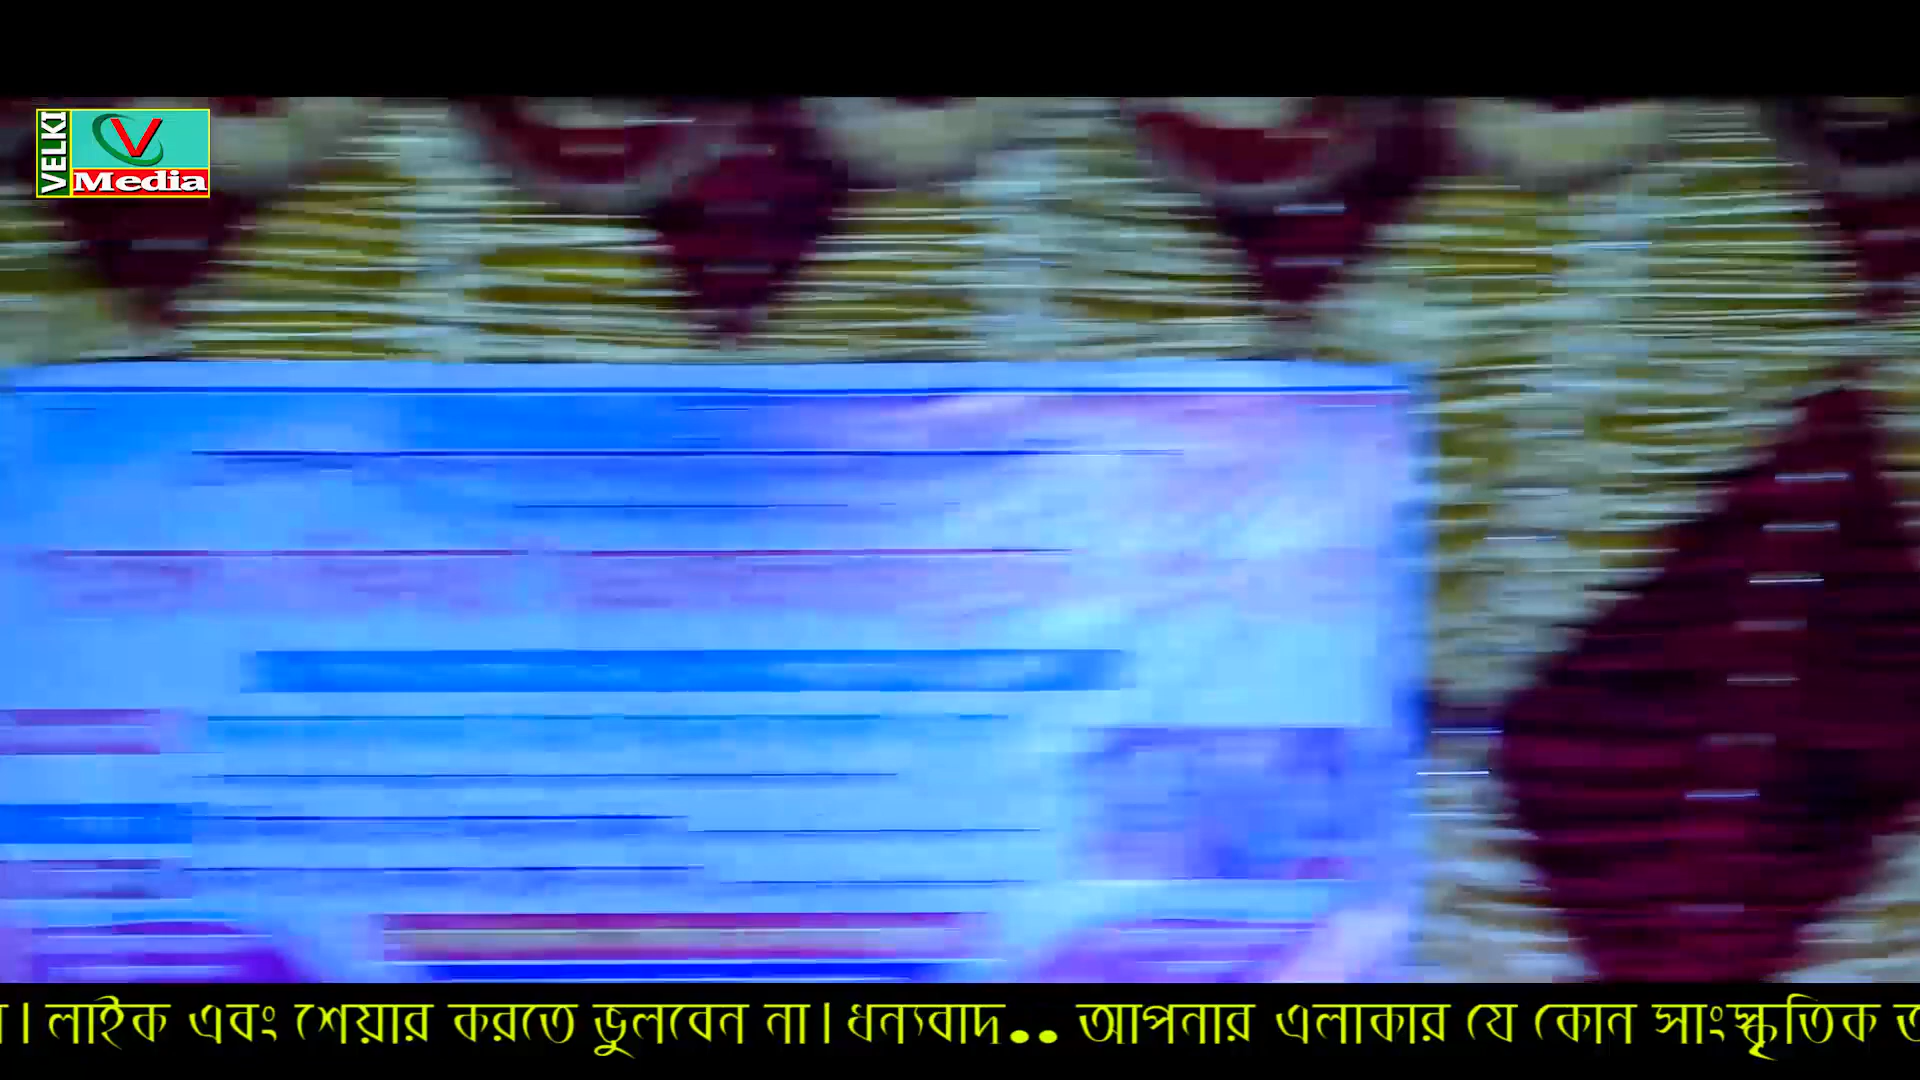 VELKI
V
Media
। লাইক এবং শেয়ার করতে ভুলবেন না। ধন্যবাদ.. আপনার এলাকার যে কোন সাংস্কৃতিক